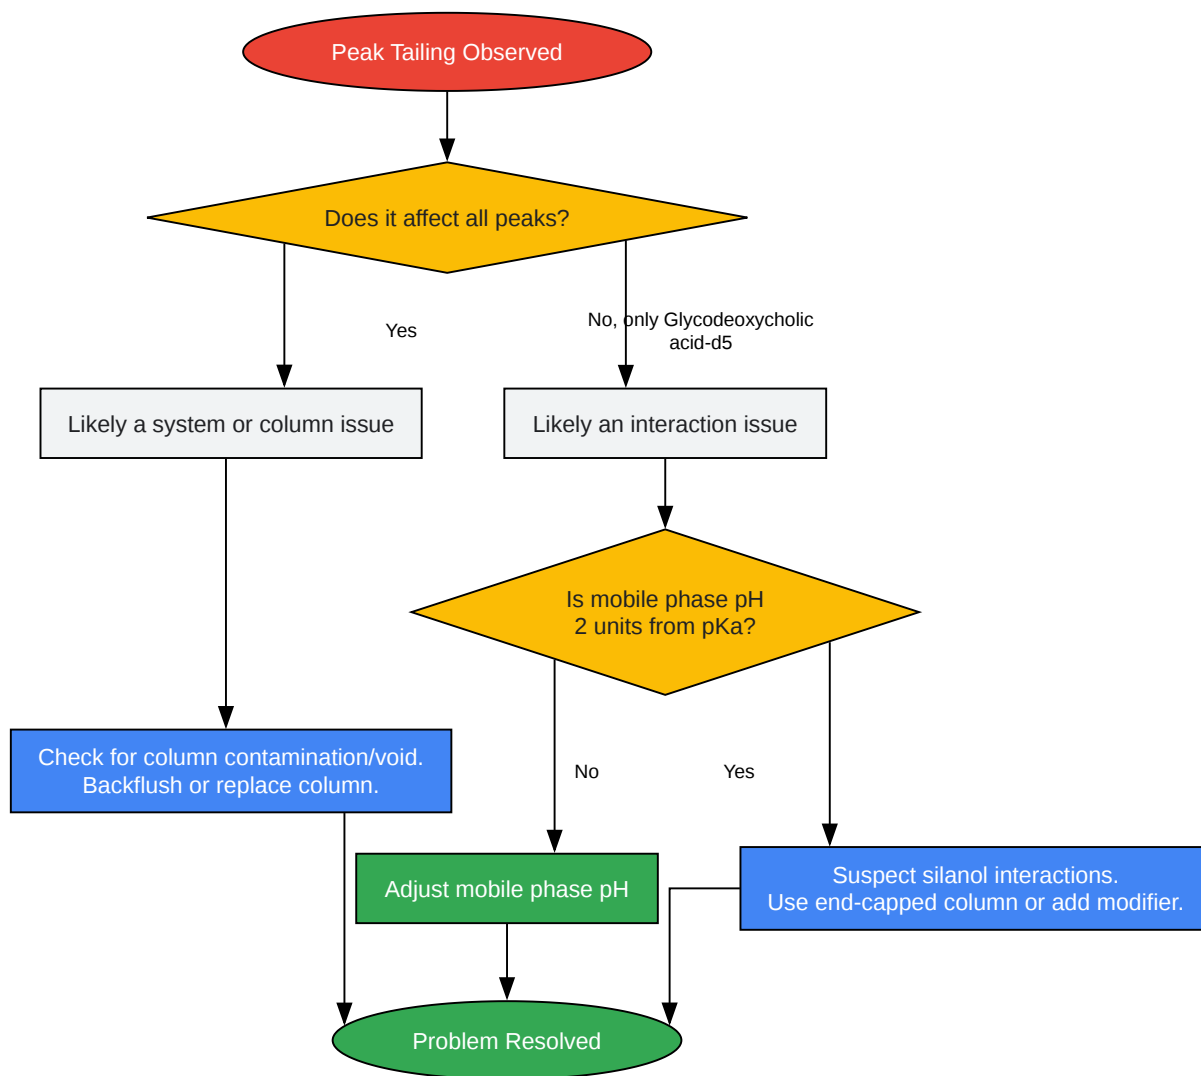 Peak Tailing Observed
Does it affect all peaks?
Yes
No, only Glycodeoxycholic
acid-d5
Likely a system or column issue
Likely an interaction issue
Is mobile phase pH
2 units from pKa?
Check for column contamination/void.
Backflush or replace column.
No
Yes
Adjust mobile phase pH
Suspect silanol interactions.
Use end-capped column or add modifier.
Problem Resolved